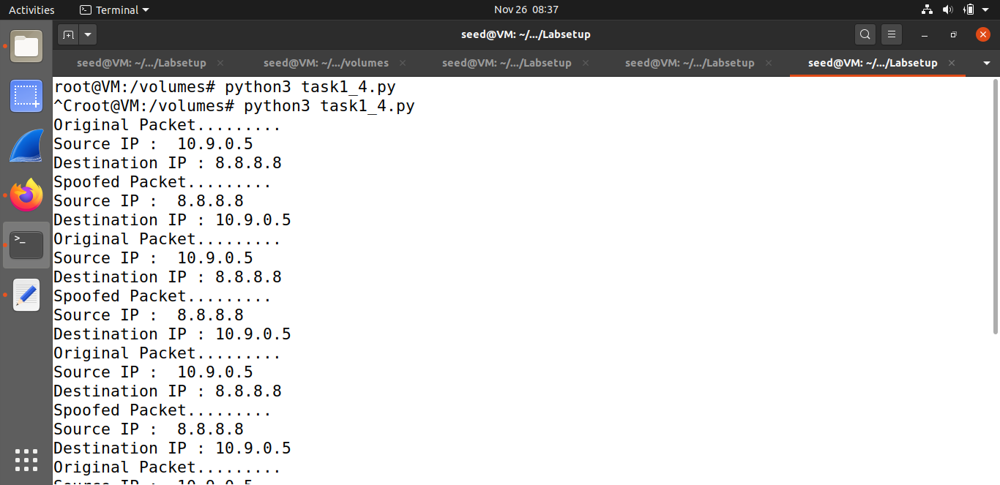 Activities Terminal Nov 26 08:37
seed@VM: ~/.../Labsetup
seed@VM: ~/.../Labsetup seed@VM: ~/.../volumes seed@VM: ~/.../Labsetup seed@VM: ~/.../Labsetup seed@VM: ~/.../Labsetup
root@VM:/volumes# python3 task1_4.py
^Croot@VM:/volumes# python3 task1_4.py
Original Packet.........
Source IP :  10.9.0.5
Destination IP : 8.8.8.8
Spoofed Packet.........
Source IP :  8.8.8.8
Destination IP : 10.9.0.5
Original Packet.........
Source IP :  10.9.0.5
Destination IP : 8.8.8.8
Spoofed Packet.........
Source IP :  8.8.8.8
Destination IP : 10.9.0.5
Original Packet.........
Source IP :  10.9.0.5
Destination IP : 8.8.8.8
Spoofed Packet.........
Source IP :  8.8.8.8
Destination IP : 10.9.0.5
Original Packet.........
Source IP :  10.9.0.5